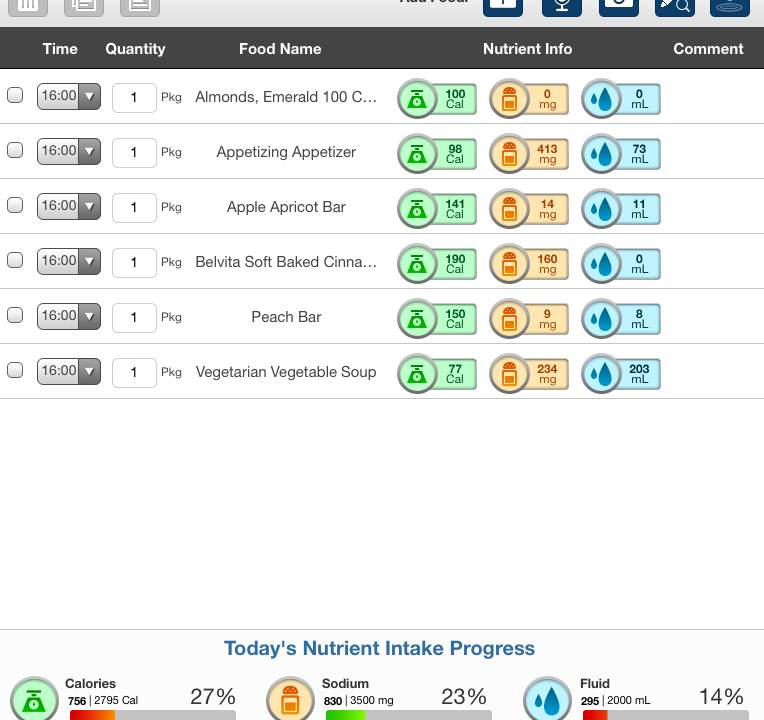 Time Quantity Food Name Nutrient Info Comment
16:00 1 Pkg Almonds, Emerald 100 C... 100 Cal 0 mg 0 mL
16:00 1 Pkg Appetizing Appetizer 98 Cal 413 mg 73 mL
16:00 1 Pkg Apple Apricot Bar 141 Cal 14 mg 11 mL
16:00 1 Pkg Belvita Soft Baked Cinna... 190 Cal 160 mg 0 mL
16:00 1 Pkg Peach Bar 150 Cal 9 mg 8 mL
16:00 1 Pkg Vegetarian Vegetable Soup 77 Cal 234 mg 203 mL
Today's Nutrient Intake Progress
Calories Sodium Fluid
756 | 2795 Cal 27% 830 | 3500 mg 23% 295 | 2000 mL 14%